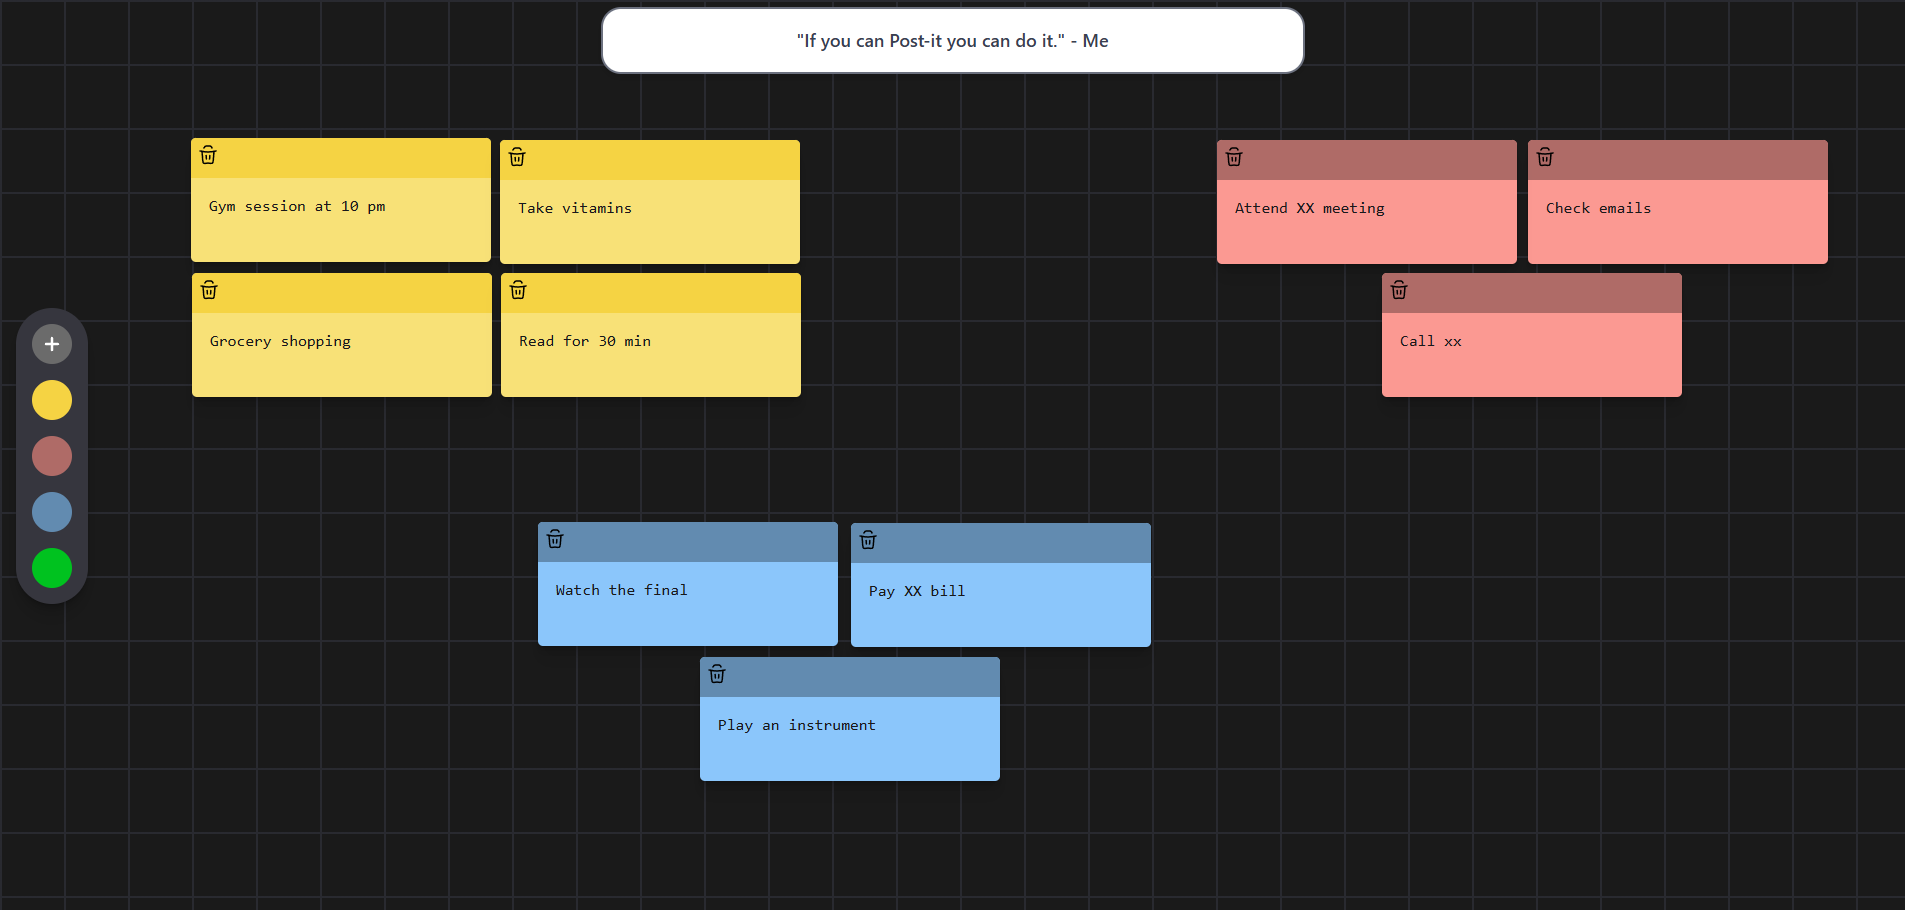 "If you can Post-it you can do it." - Me
Gym session at 10 pm
Take vitamins
Grocery shopping
Read for 30 min
Attend XX meeting
Check emails
Call xx
Watch the final
Pay XX bill
Play an instrument